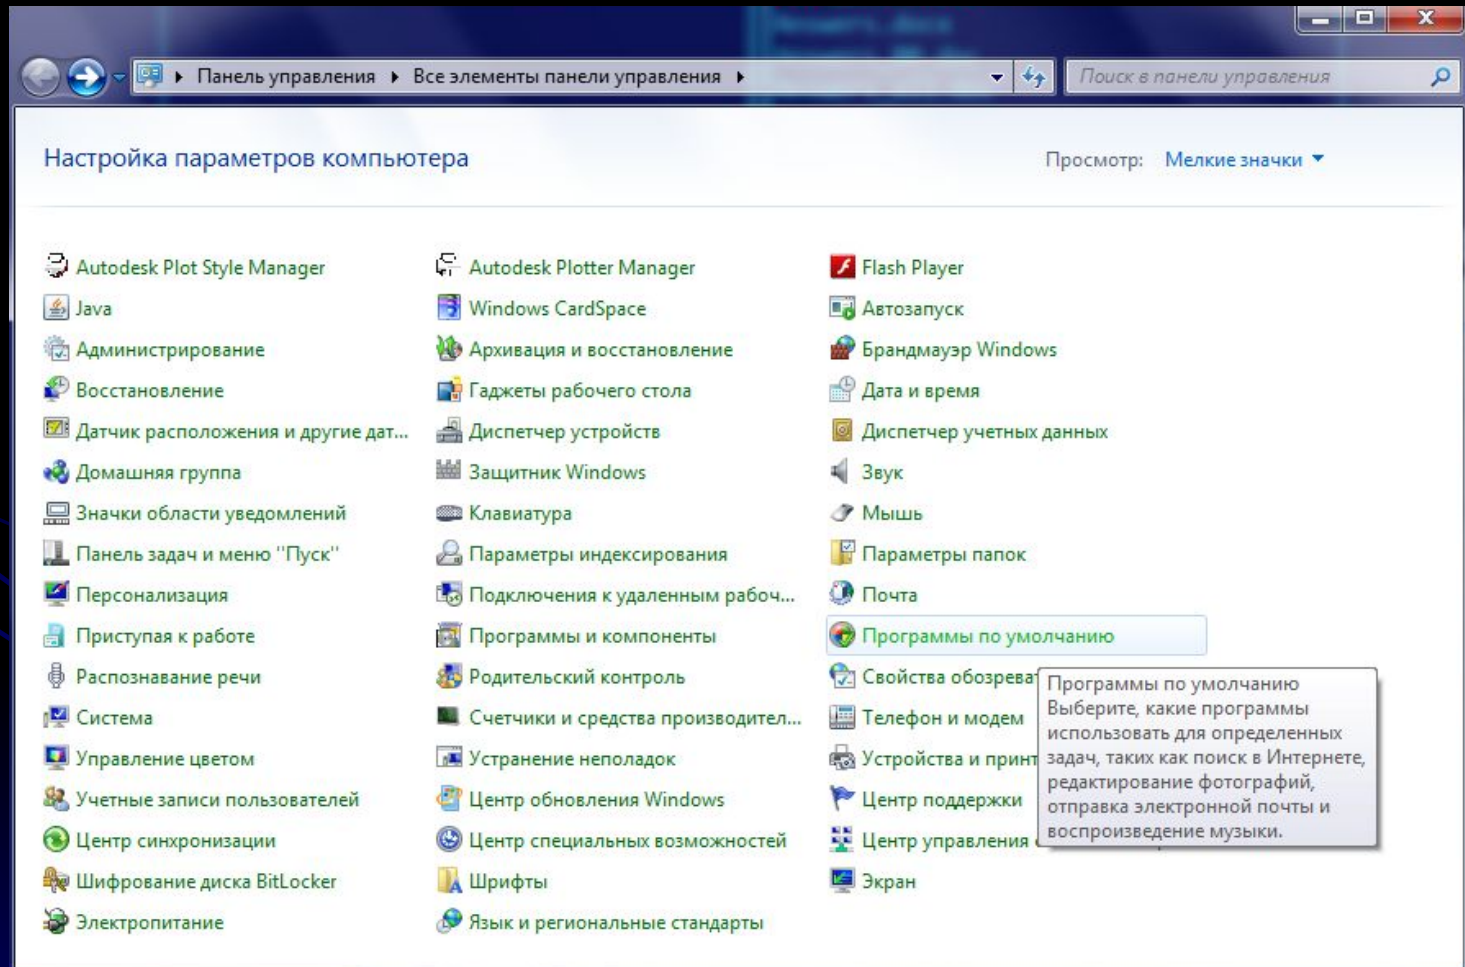 Answers.docx
Панель управления ▸ Все элементы панели управления ▸
Поиск в панели управления
Настройка параметров компьютера
Просмотр: Мелкие значки
Autodesk Plot Style Manager
Autodesk Plotter Manager
Flash Player
Java
Windows CardSpace
Автозапуск
Администрирование
Архивация и восстановление
Брандмауэр Windows
Восстановление
Гаджеты рабочего стола
Дата и время
Датчик расположения и другие дат...
Диспетчер устройств
Диспетчер учетных данных
Домашняя группа
Защитник Windows
Звук
Значки области уведомлений
Клавиатура
Мышь
Панель задач и меню "Пуск"
Параметры индексирования
Параметры папок
Персонализация
Подключения к удаленным рабоч...
Почта
Приступая к работе
Программы и компоненты
Программы по умолчанию
Распознавание речи
Родительский контроль
Свойства обозреват
Система
Счетчики и средства производител...
Телефон и модем
Управление цветом
Устранение неполадок
Устройства и принт
Учетные записи пользователей
Центр обновления Windows
Центр поддержки
Центр синхронизации
Центр специальных возможностей
Центр управления
Шифрование диска BitLocker
Шрифты
Экран
Электропитание
Язык и региональные стандарты
Программы по умолчанию
Выберите, какие программы
использовать для определенных
задач, таких как поиск в Интернете,
редактирование фотографий,
отправка электронной почты и
воспроизведение музыки.